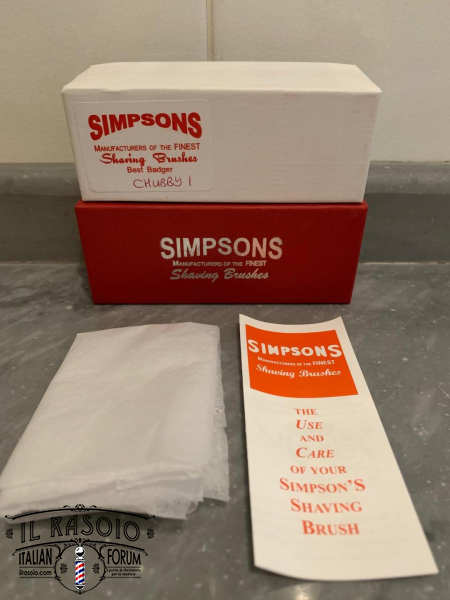 SIMPSONS
MANUFACTURERS OF THE FINEST
Shaving Brushes
Best Badger
CHUBBY 1
SIMPSONS
MANUFACTURERS OF THE FINEST
Shaving Brushes
SIMPSONS
MANUFACTURERS OF THE FINEST
Shaving Brushes
THE
USE
AND
CARE
OF YOUR
SIMPSON'S
SHAVING
BRUSH
IL RASOIO
ITALIAN FORUM
ilrasoio.com